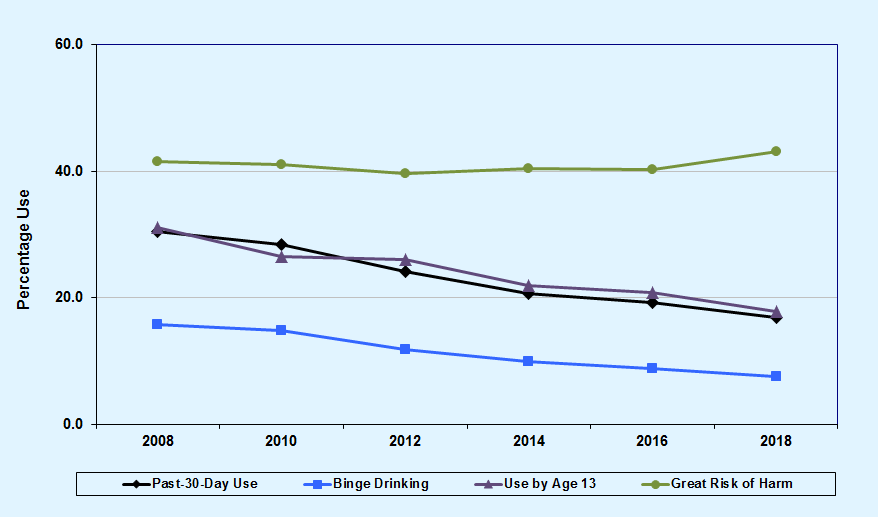 60.0
40.0
Percentage Use
20.0
0.0
2008 2010 2012 2014 2016 2018
Past-30-Day Use Binge Drinking Use by Age 13 Great Risk of Harm